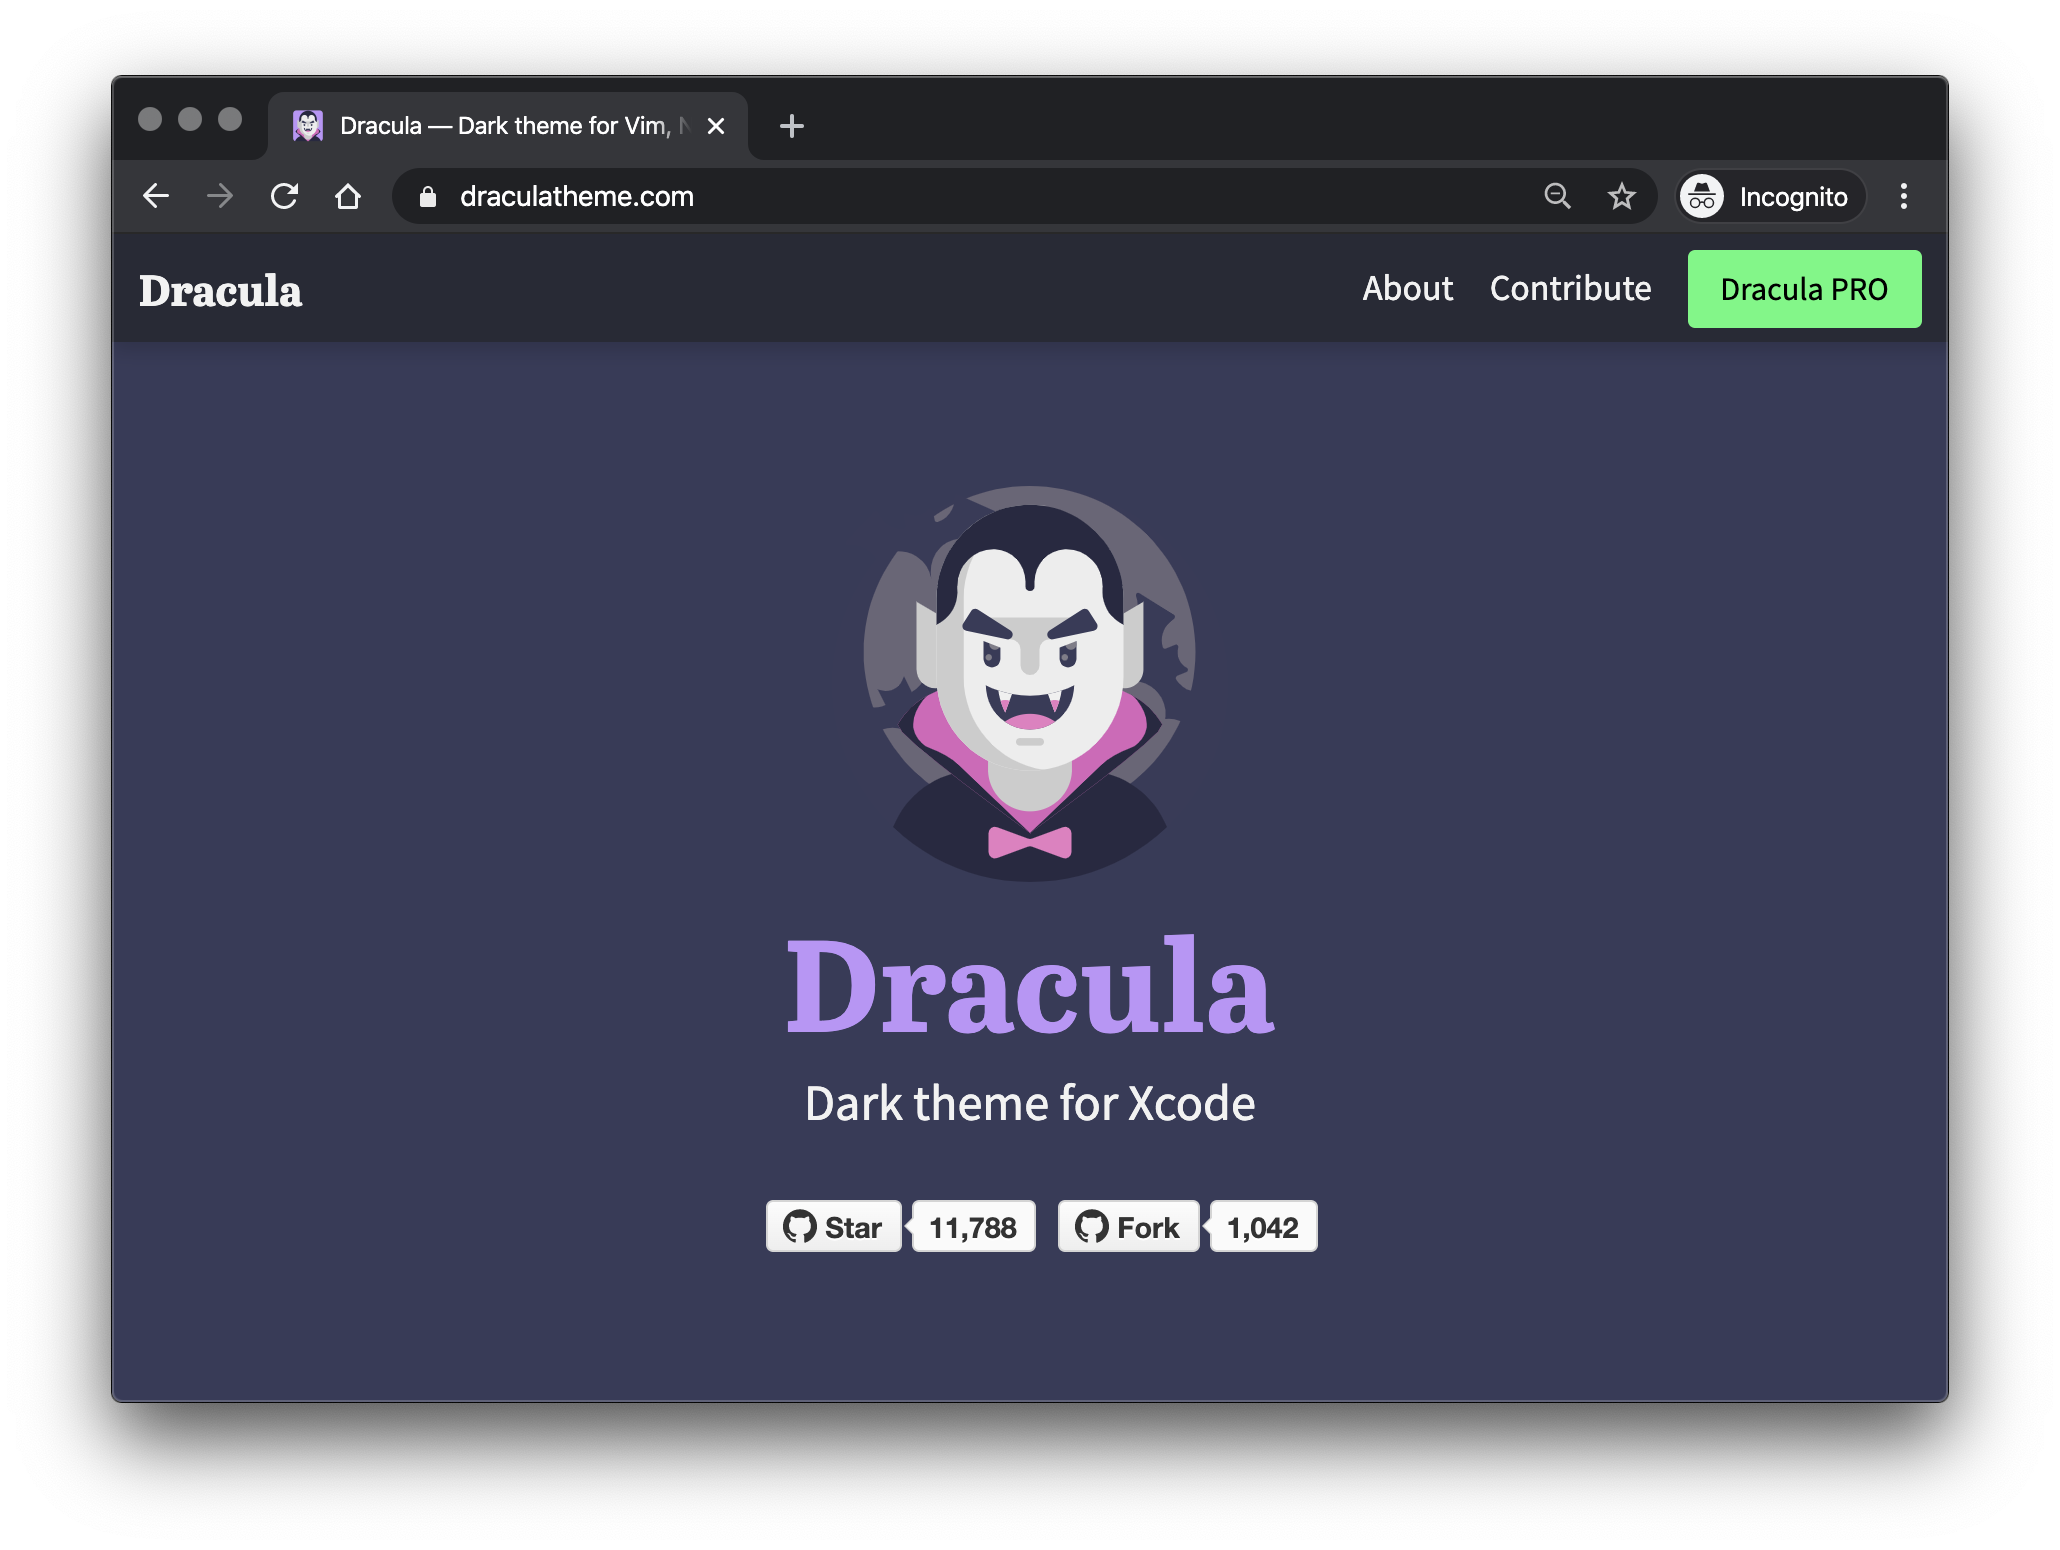 Dracula — Dark theme for Vim,
draculatheme.com
Incognito
Dracula
About
Contribute
Dracula PRO
Dracula
Dark theme for Xcode
Star 11,788 Fork 1,042